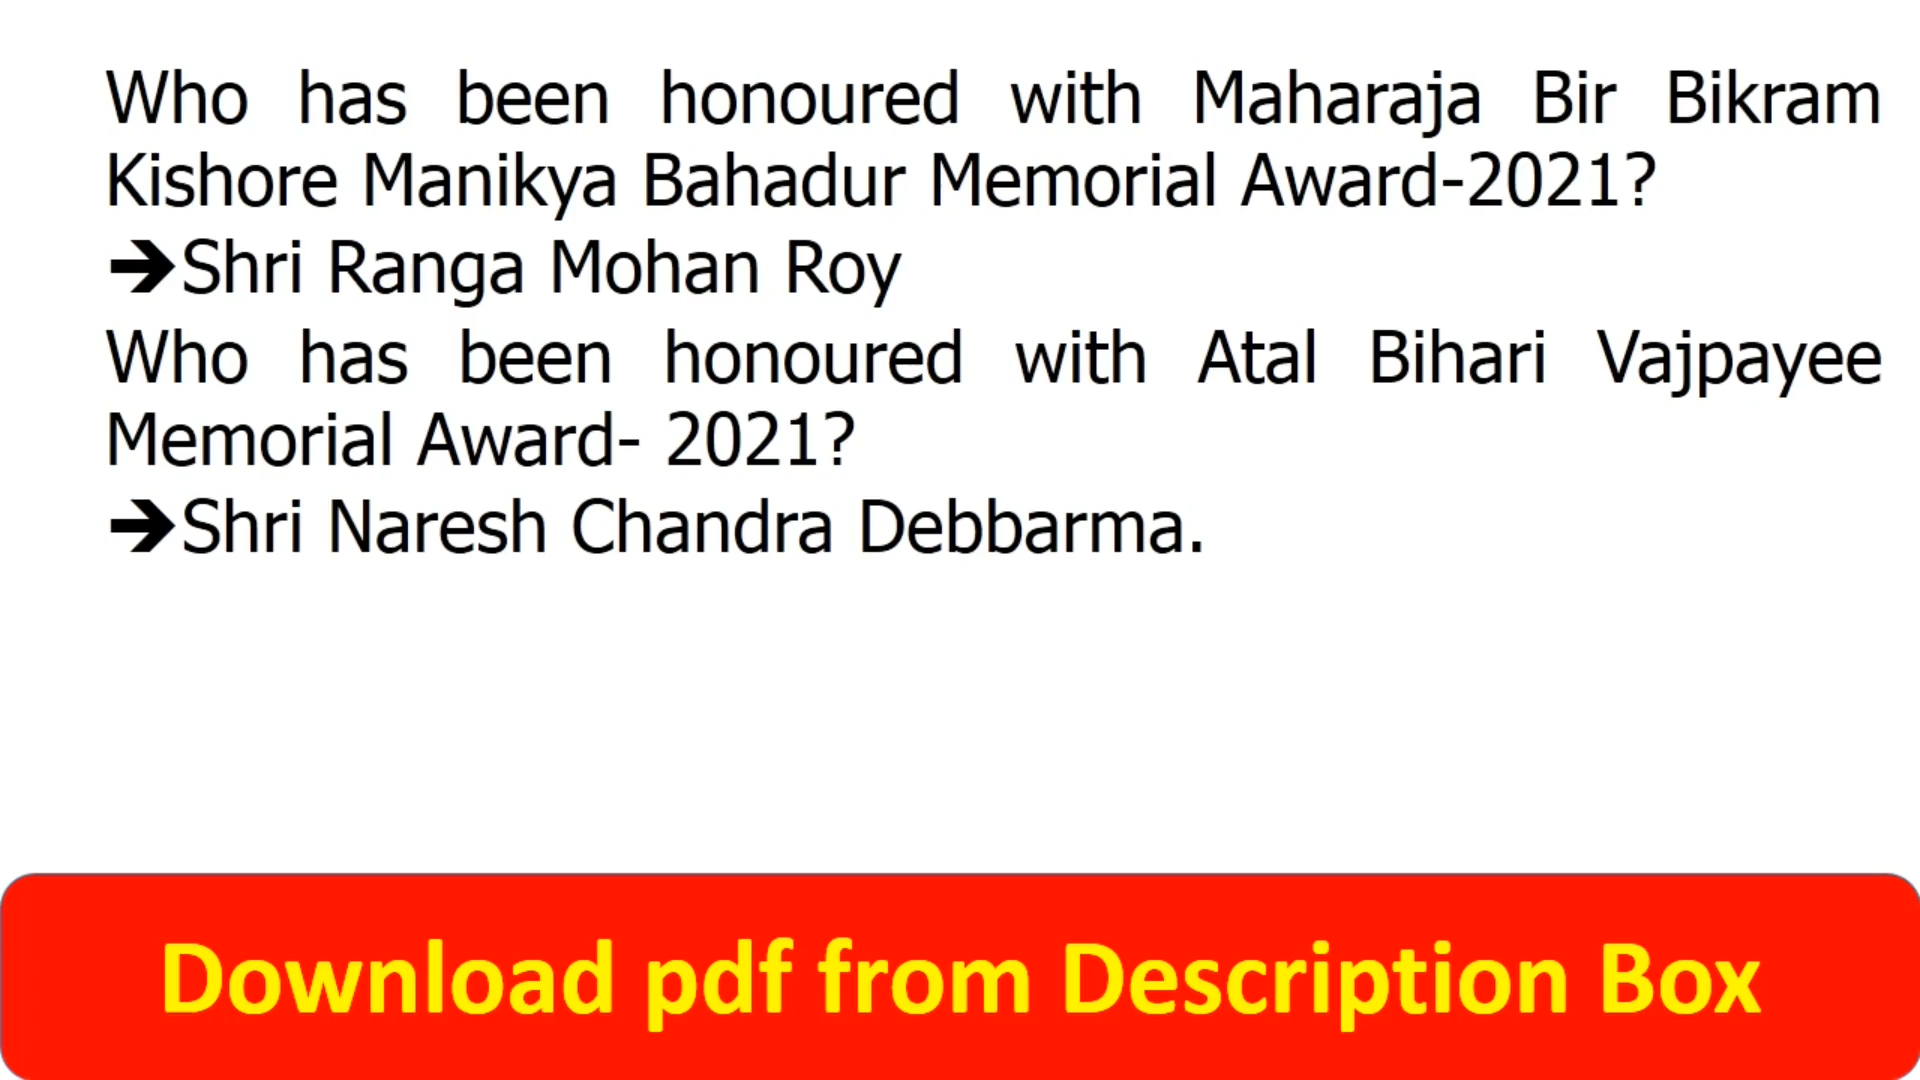 Who has been honoured with Maharaja Bir Bikram
Kishore Manikya Bahadur Memorial Award-2021?
➔Shri Ranga Mohan Roy
Who has been honoured with Atal Bihari Vajpayee
Memorial Award- 2021?
➔Shri Naresh Chandra Debbarma.
Download pdf from Description Box